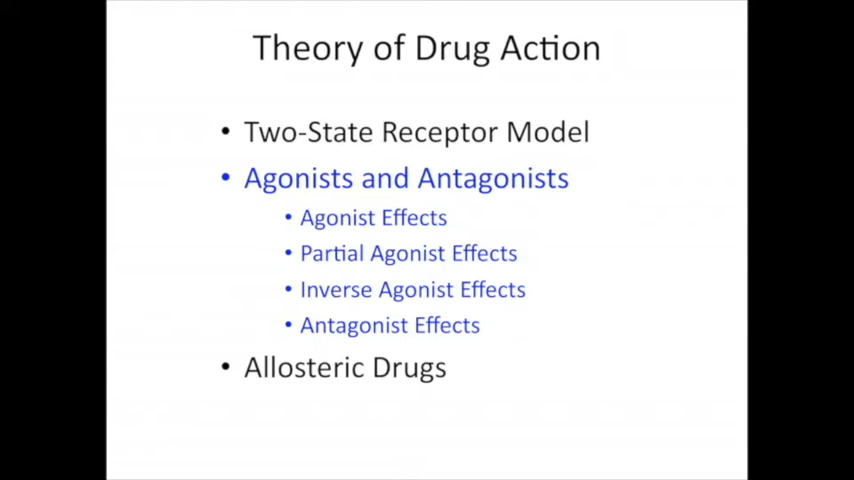 Theory of Drug Action
• Two-State Receptor Model
• Agonists and Antagonists
• Agonist Effects
• Partial Agonist Effects
• Inverse Agonist Effects
• Antagonist Effects
• Allosteric Drugs